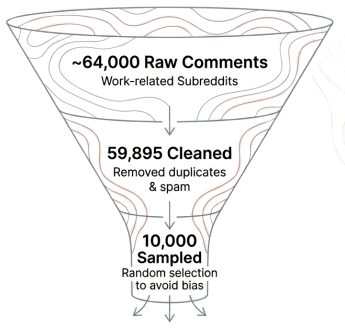 ~64,000 Raw Comments
Work-related Subreddits
59,895 Cleaned
Removed duplicates
& spam
10,000
Sampled
Random selection
to avoid bias